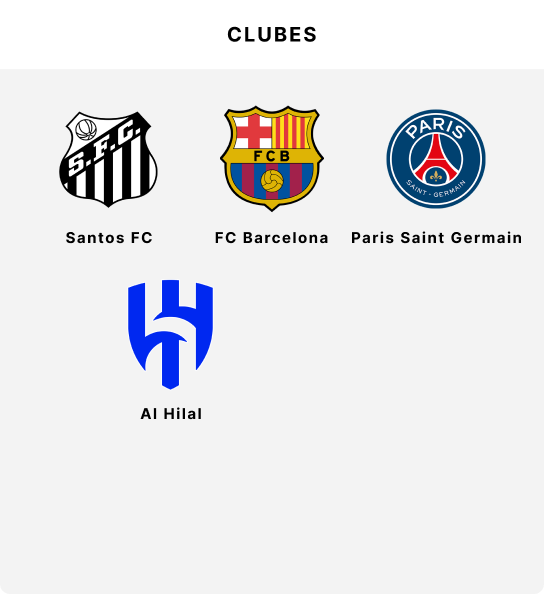 CLUBES
S.F.C.
FCB
PARIS
SAINT-GERMAIN
Santos FC
FC Barcelona
Paris Saint Germain
Al Hilal